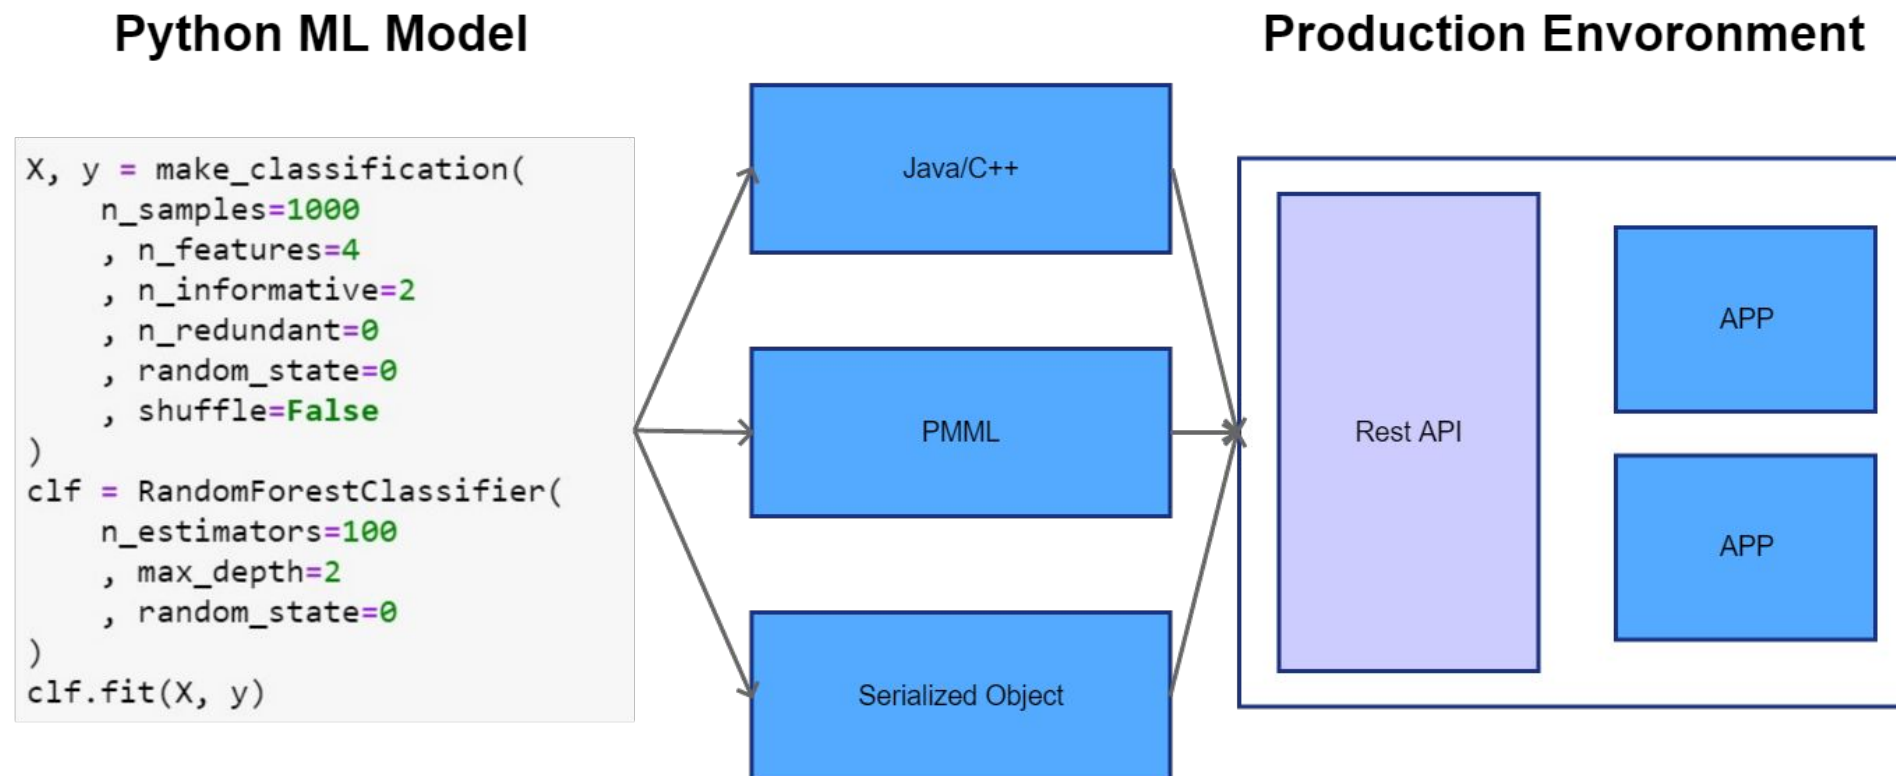 Python ML Model
Production Envoronment
X, y = make_classification(
    n_samples=1000
    , n_features=4
    , n_informative=2
    , n_redundant=0
    , random_state=0
    , shuffle=False
)
clf = RandomForestClassifier(
    n_estimators=100
    , max_depth=2
    , random_state=0
)
clf.fit(X, y)
Java/C++
PMML
Serialized Object
Rest API
APP
APP